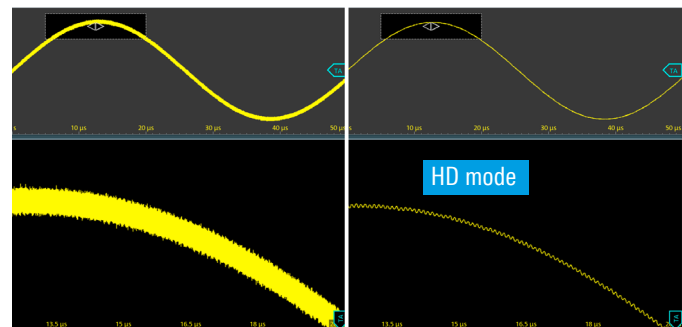 TA
s 10 µs 20 µs 30 µs 40 µs 50 µs
TA
10 µs 20 µs 30 µs 40 µs 50 µs
HD mode
13.5 µs 15 µs 16.5 µs 18 µs TA
13.5 µs 15 µs 16.5 µs 18 µs TA